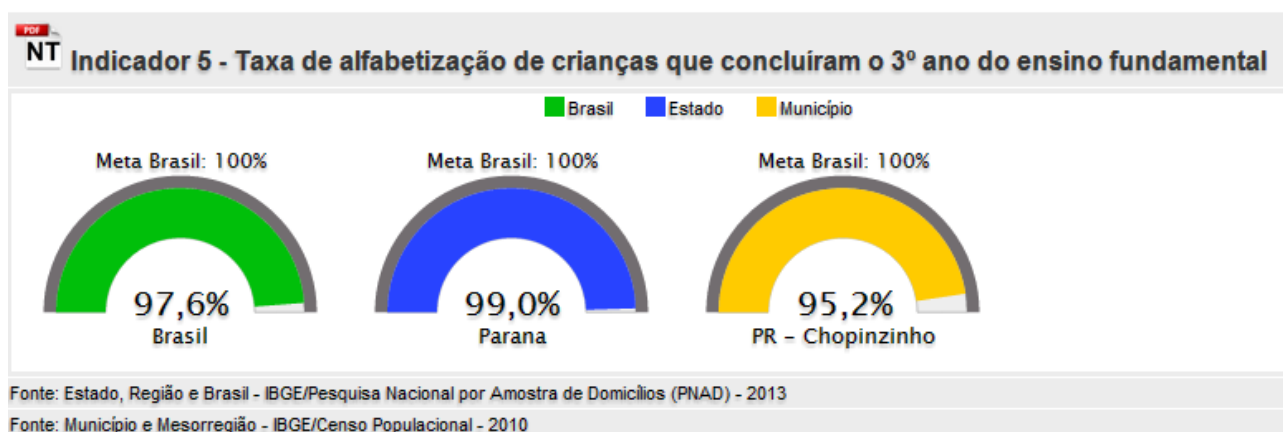 PDF
NT Indicador 5 - Taxa de alfabetização de crianças que concluíram o 3º ano do ensino fundamental
Brasil Estado Município
Meta Brasil: 100% Meta Brasil: 100% Meta Brasil: 100%
97,6% 99,0% 95,2%
Brasil Parana PR - Chopinzinho
Fonte: Estado, Região e Brasil - IBGE/Pesquisa Nacional por Amostra de Domicílios (PNAD) - 2013
Fonte: Município e Mesorregião - IBGE/Censo Populacional - 2010